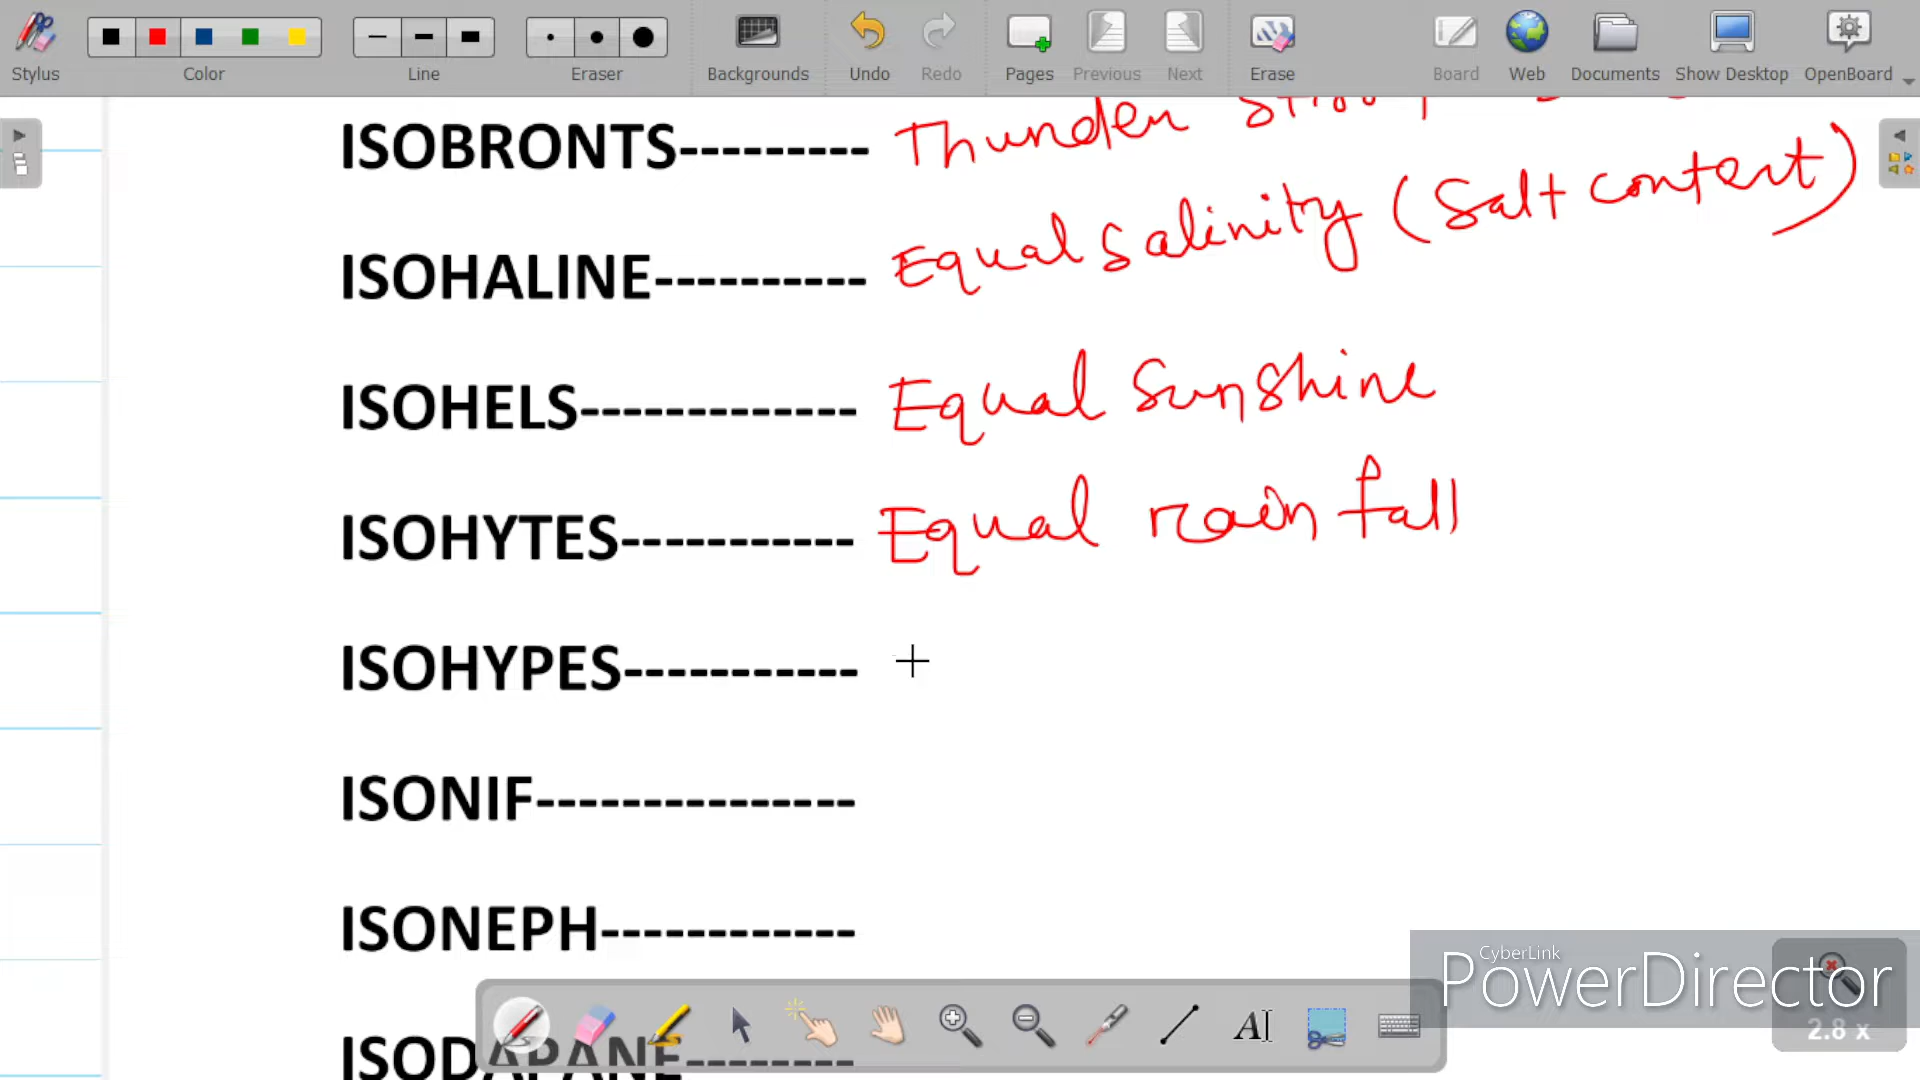 Stylus Color Line Eraser Backgrounds Undo Redo Pages Previous Next Erase Board Web Documents Show Desktop OpenBoard
ISOBRONTS--------- Thunder
ISOHALINE---------- Equal Salinity (Salt content)
ISOHELS------------- Equal Sunshine
ISOHYTES----------- Equal rain fall
ISOHYPES-----------
ISONIF---------------
ISONEPH------------
ISODAPANE--------
CyberLink
PowerDirector
2.8 x